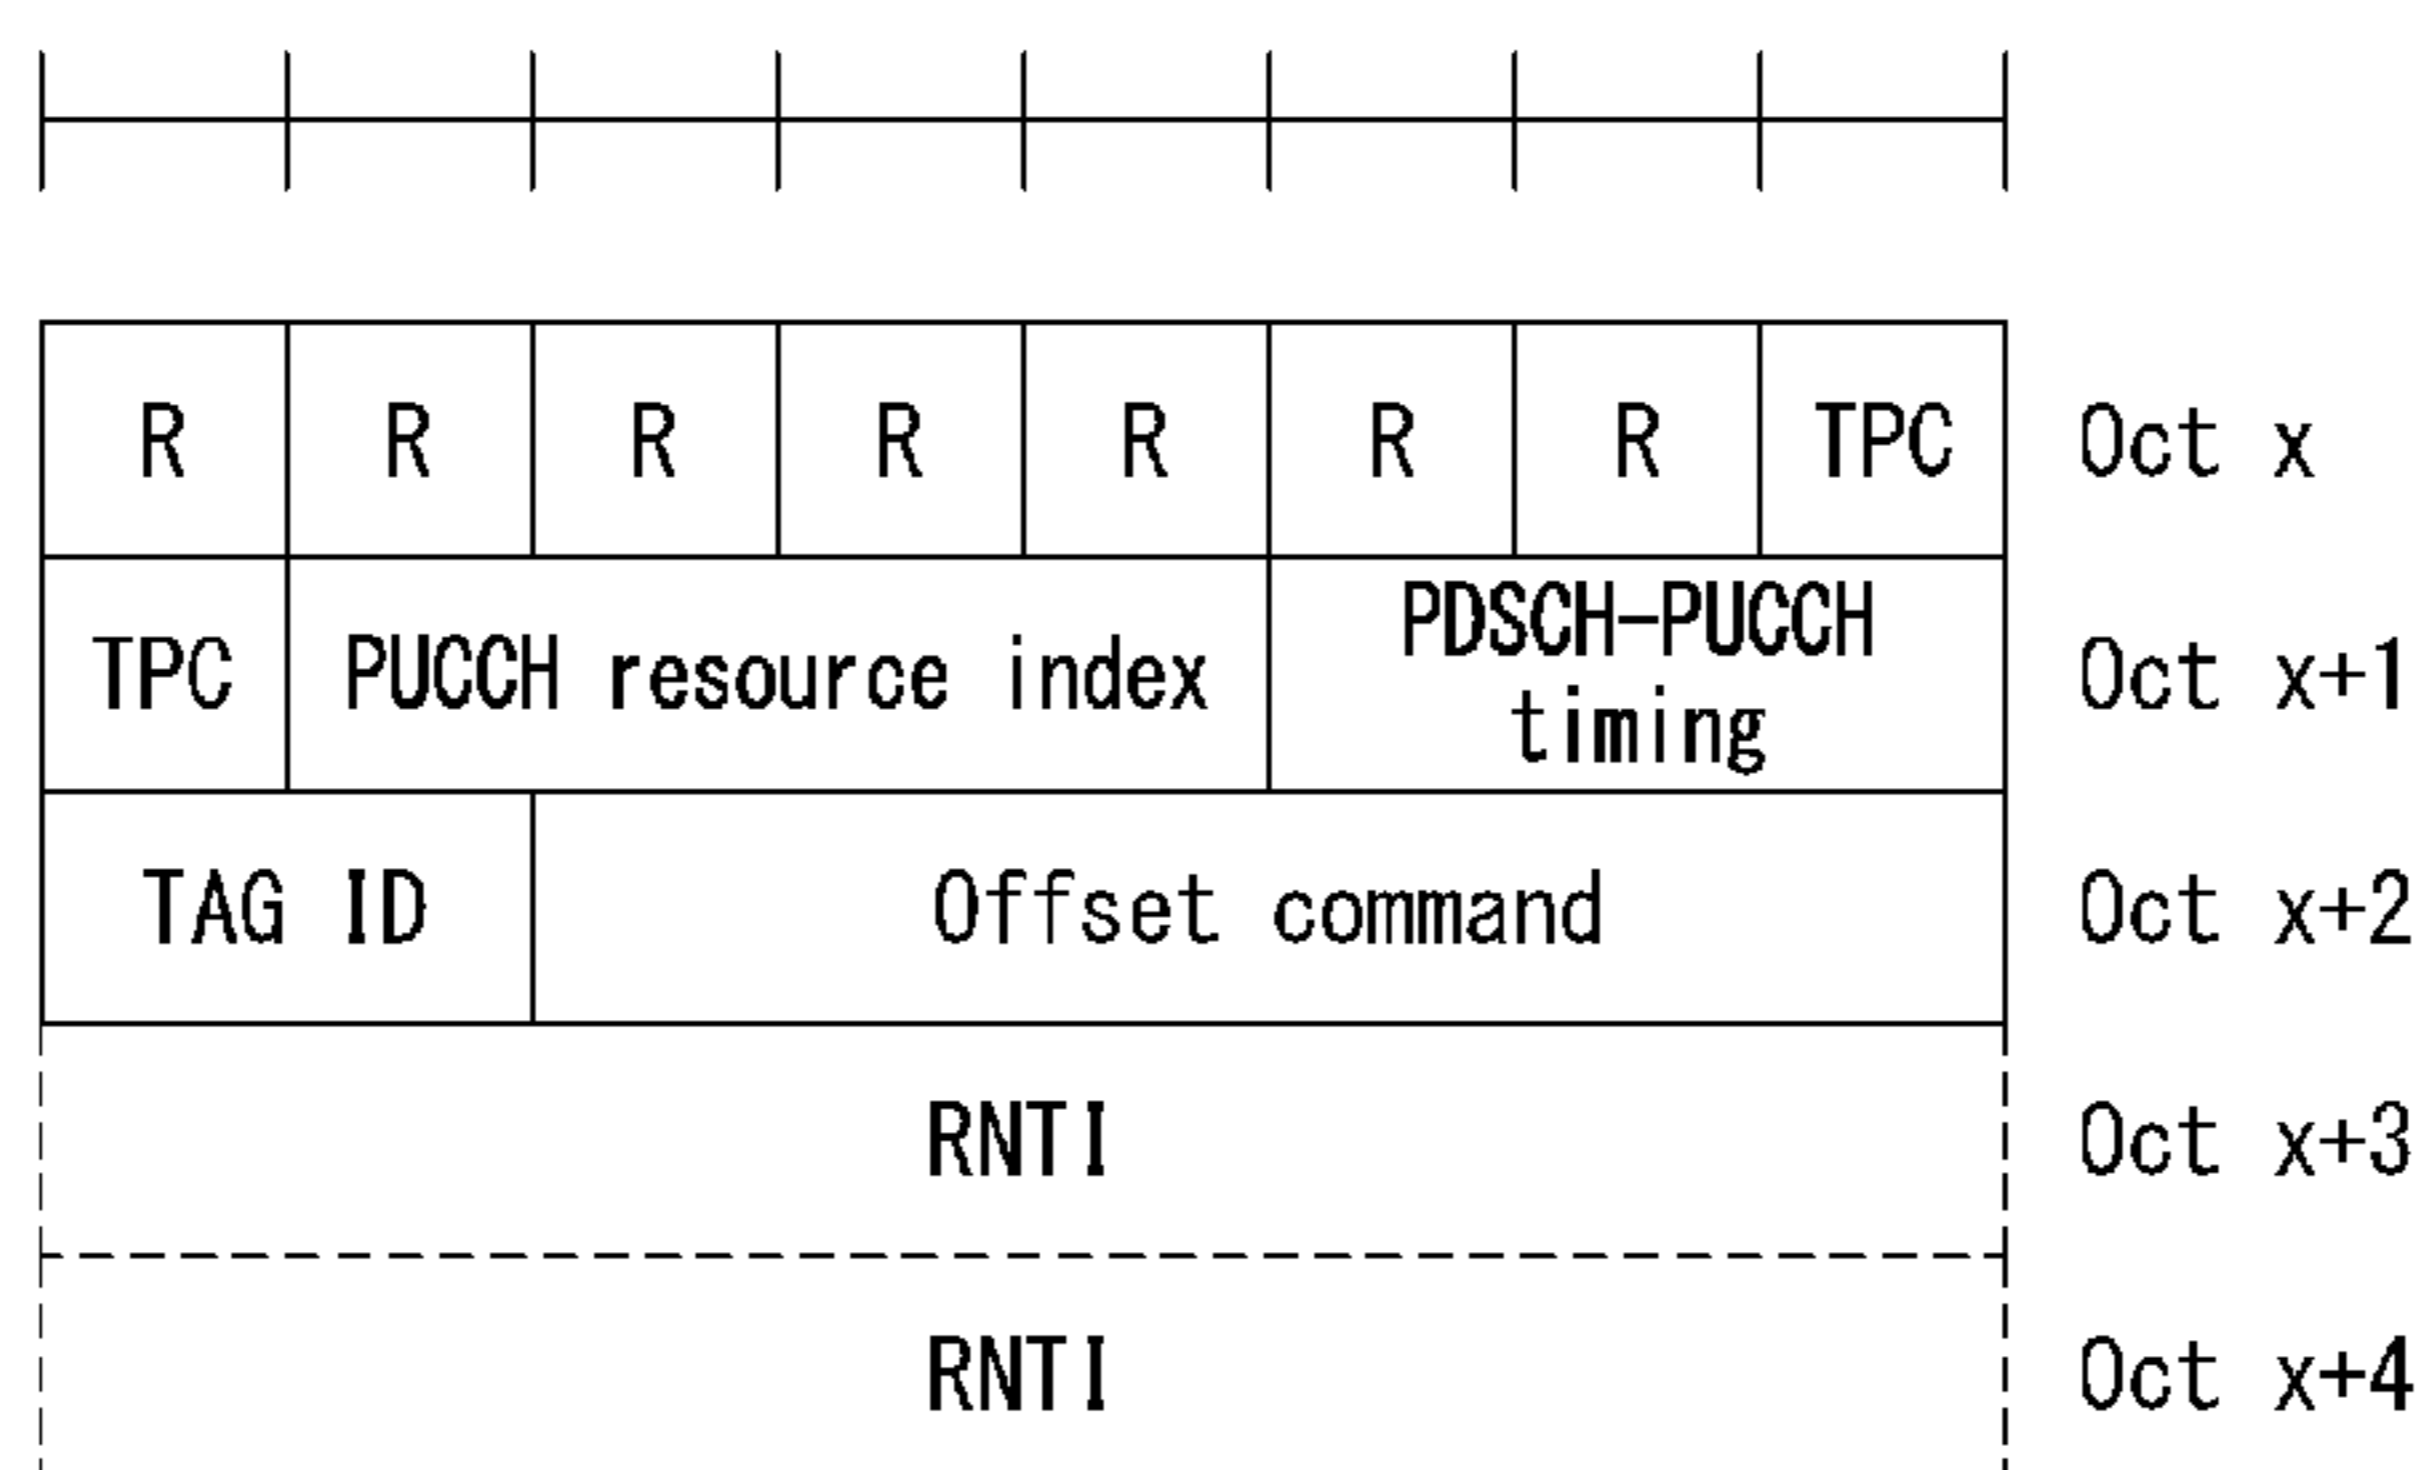 R R R R R R R TPC Oct x
TPC PUCCH resource index PDSCH-PUCCH timing Oct x+1
TAG ID Offset command Oct x+2
RNTI Oct x+3
RNTI Oct x+4